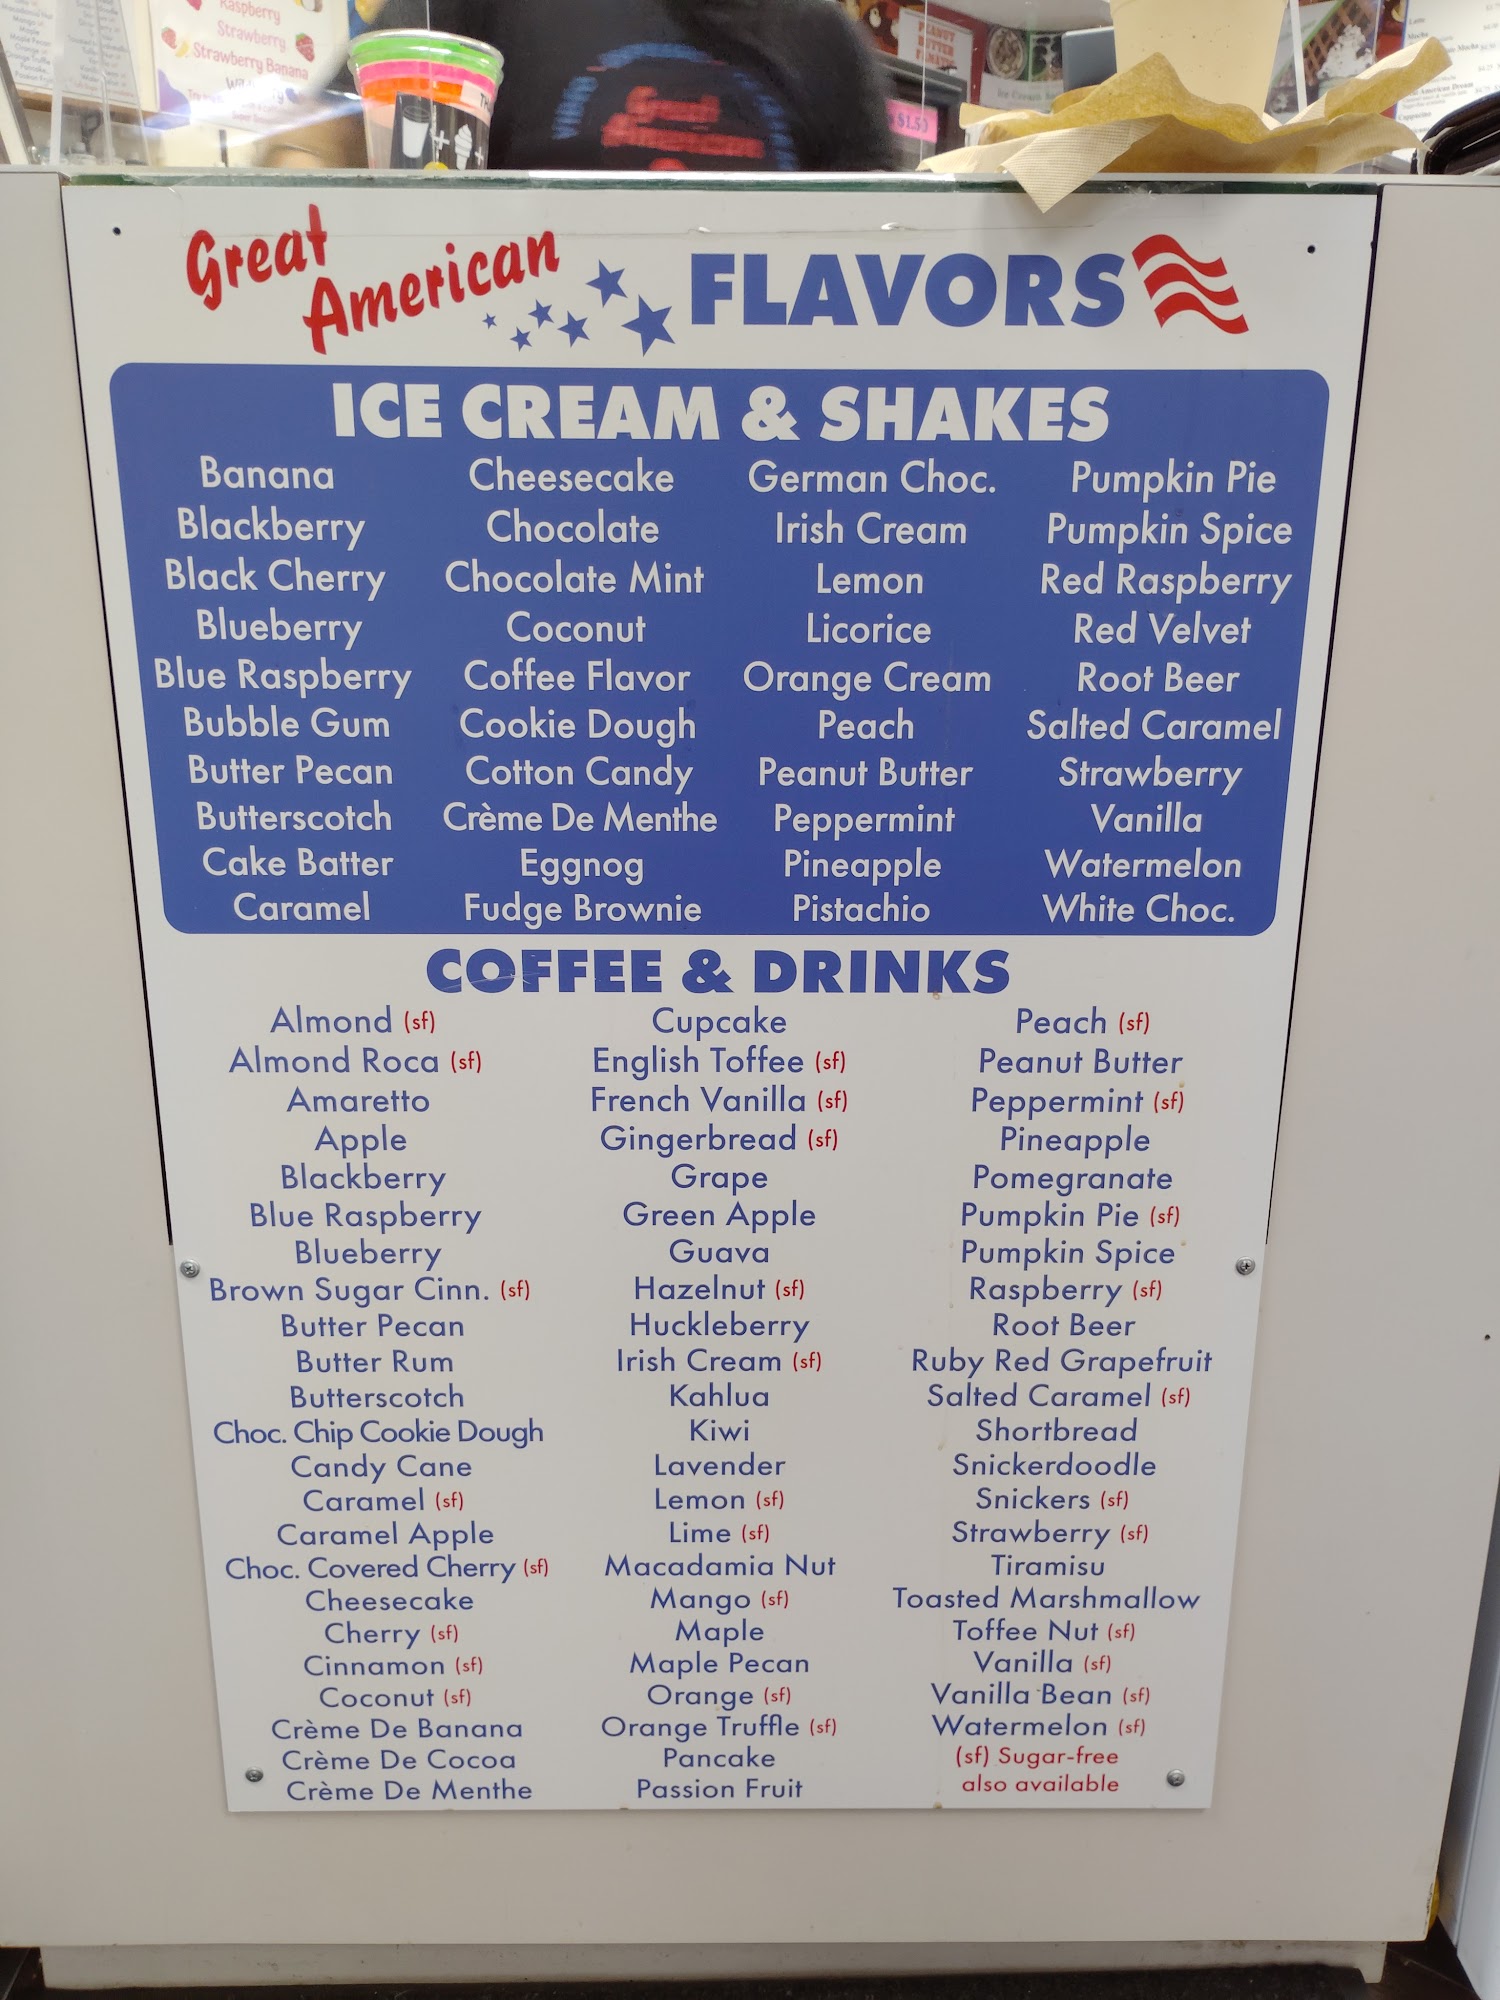 Raspberry
Strawberry
Strawberry Banana
$1.50
Great
American
FLAVORS
ICE CREAM & SHAKES
Banana Cheesecake German Choc. Pumpkin Pie
Blackberry Chocolate Irish Cream Pumpkin Spice
Black Cherry Chocolate Mint Lemon Red Raspberry
Blueberry Coconut Licorice Red Velvet
Blue Raspberry Coffee Flavor Orange Cream Root Beer
Bubble Gum Cookie Dough Peach Salted Caramel
Butter Pecan Cotton Candy Peanut Butter Strawberry
Butterscotch Crème De Menthe Peppermint Vanilla
Cake Batter Eggnog Pineapple Watermelon
Caramel Fudge Brownie Pistachio White Choc.
COFFEE & DRINKS
Almond (sf) Cupcake Peach (sf)
Almond Roca (sf) English Toffee (sf) Peanut Butter
Amaretto French Vanilla (sf) Peppermint (sf)
Apple Gingerbread (sf) Pineapple
Blackberry Grape Pomegranate
Blue Raspberry Green Apple Pumpkin Pie (sf)
Blueberry Guava Pumpkin Spice
Brown Sugar Cinn. (sf) Hazelnut (sf) Raspberry (sf)
Butter Pecan Huckleberry Root Beer
Butter Rum Irish Cream (sf) Ruby Red Grapefruit
Butterscotch Kahlua Salted Caramel (sf)
Choc. Chip Cookie Dough Kiwi Shortbread
Candy Cane Lavender Snickerdoodle
Caramel (sf) Lemon (sf) Snickers (sf)
Caramel Apple Lime (sf) Strawberry (sf)
Choc. Covered Cherry (sf) Macadamia Nut Tiramisu
Cheesecake Mango (sf) Toasted Marshmallow
Cherry (sf) Maple Toffee Nut (sf)
Cinnamon (sf) Maple Pecan Vanilla (sf)
Coconut (sf) Orange (sf) Vanilla Bean (sf)
Crème De Banana Orange Truffle (sf) Watermelon (sf)
Crème De Cocoa Pancake (sf) Sugar-free
Crème De Menthe Passion Fruit also available